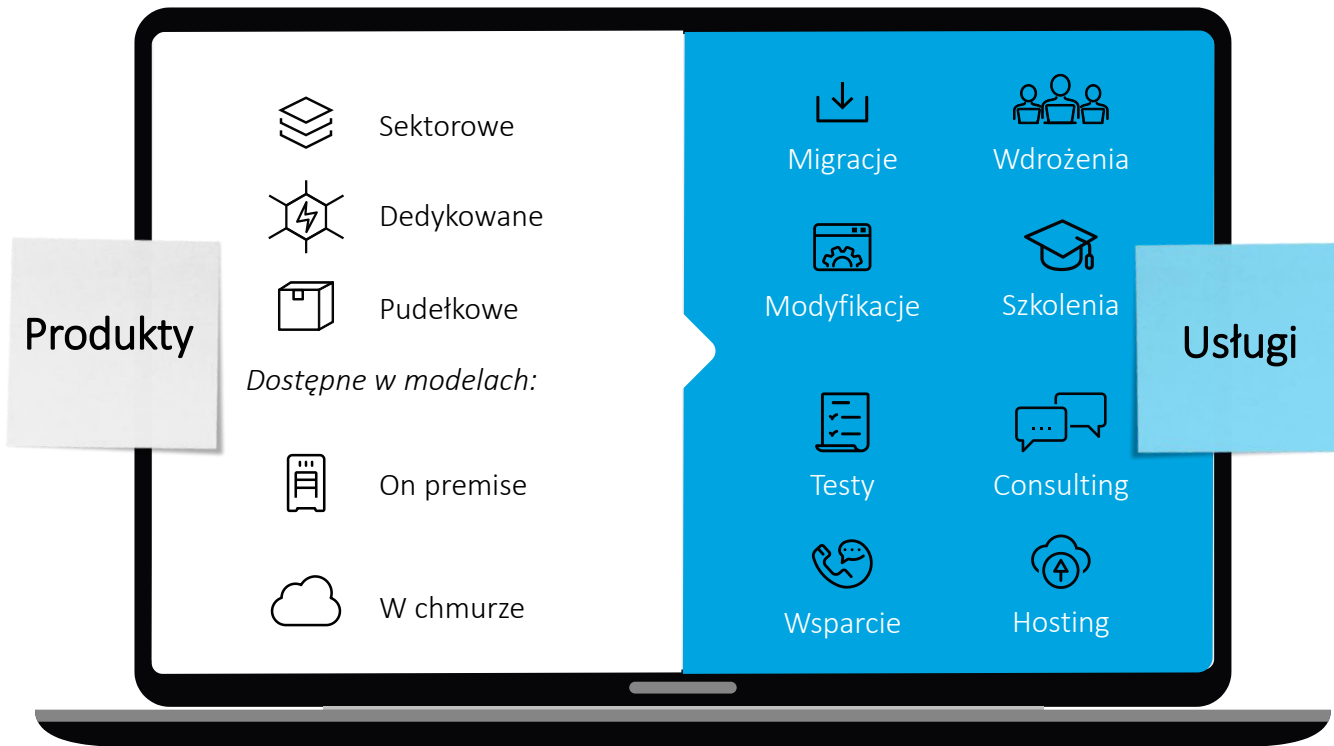 Produkty
Sektorowe
Dedykowane
Pudełkowe
Dostępne w modelach:
On premise
W chmurze
Usługi
Migracje
Wdrożenia
Modyfikacje
Szkolenia
Testy
Consulting
Wsparcie
Hosting